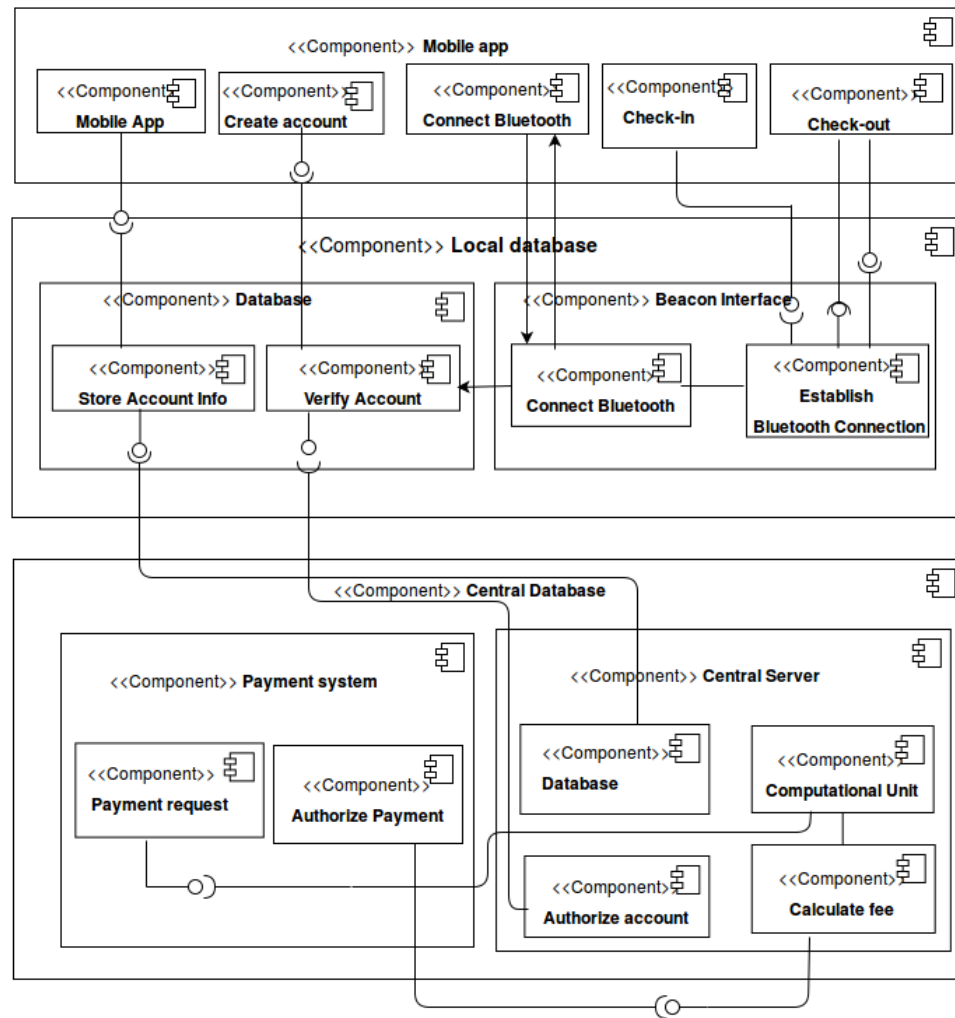 <<Component>> Mobile app
<<Component>
Mobile App
<<Component>>
Create account
<<Component>>
Connect Bluetooth
<<Component>>
Check-in
<<Component>>
Check-out
<<Component>> Local database
<<Component>> Database
<<Component>> Beacon Interface
<<Component>>
Store Account Info
<<Component>>
Verify Account
<<Component>>
Connect Bluetooth
<<Component>>
Establish
Bluetooth Connection
<<Component>> Central Database
<<Component>> Payment system
<<Component>> Central Server
<<Component>>
Payment request
<<Component>>
Authorize Payment
<<Component>>
Database
<<Component>>
Computational Unit
<<Component>>
Authorize account
<<Component>>
Calculate fee